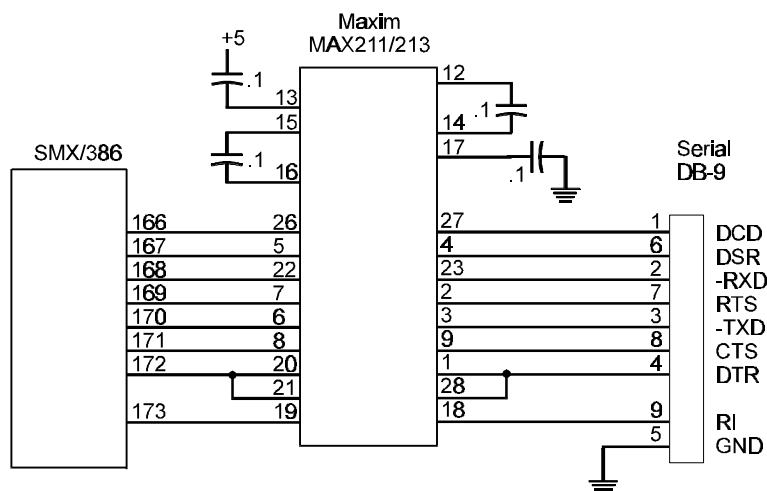 Maxim
MAX211/213
+5
.1
13
15
.1
16
12
.1
14
17
.1
SMX/386
Serial
DB-9
166 26 27 1 DCD
167 5 4 6 DSR
168 22 23 2 -RXD
169 7 2 7 RTS
170 6 3 3 -TXD
171 8 9 8 CTS
172 20 1 4 DTR
21 28
173 19 18 9 RI
5 GND